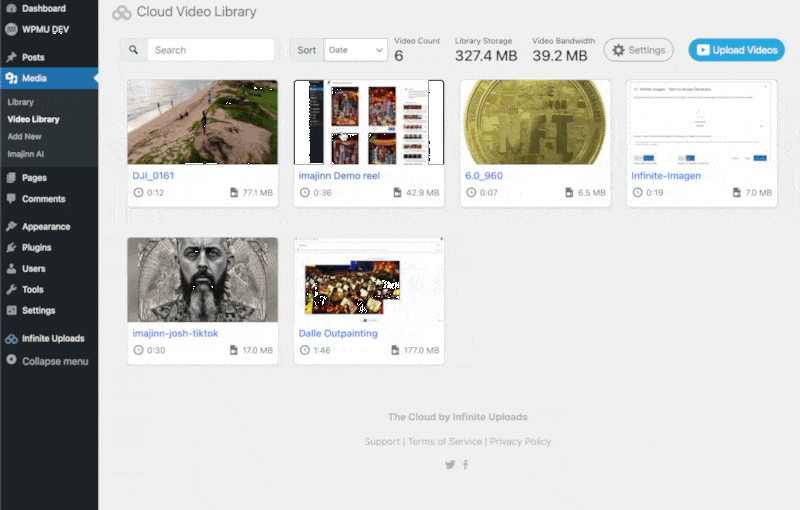 Dashboard
WPMU DEV
Posts
Media
Library
Video Library
Add New
Imajinn AI
Pages
Comments
Appearance
Plugins
Users
Tools
Settings
Infinite Uploads
Collapse menu
Cloud Video Library
Search
Sort Date
Video Count
6
Library Storage
327.4 MB
Video Bandwidth
39.2 MB
Settings
Upload Videos
DJI_0161
0:12 77.1 MB
imajinn Demo reel
0:36 42.9 MB
6.0_960
0:07 6.5 MB
Infinite-Imagen
0:19 7.0 MB
imajinn-josh-tiktok
0:30 17.0 MB
Dalle Outpainting
1:46 177.0 MB
The Cloud by Infinite Uploads
Support | Terms of Service | Privacy Policy